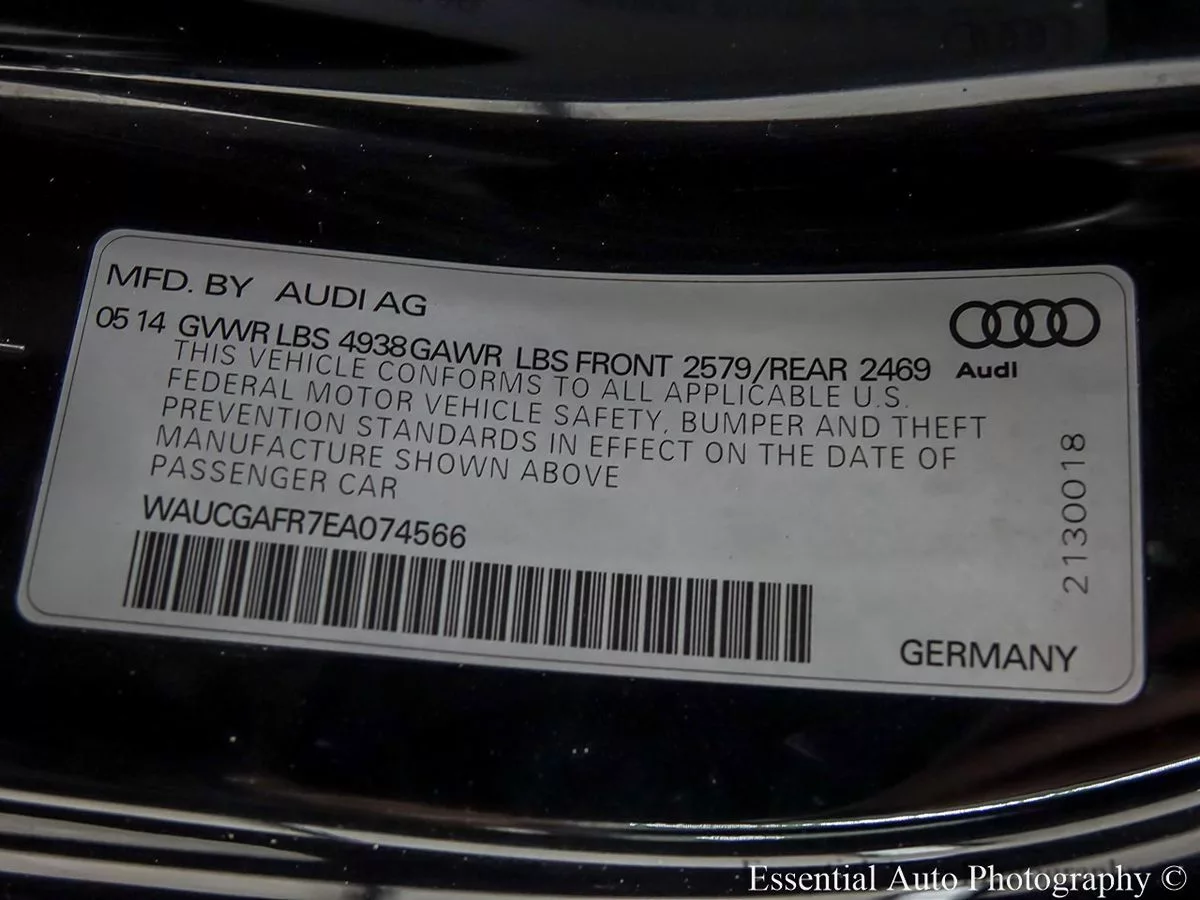 MFD. BY AUDI AG
05 14 GVWR LBS 4938 GAWR LBS FRONT 2579/REAR 2469
THIS VEHICLE CONFORMS TO ALL APPLICABLE U.S.
FEDERAL MOTOR VEHICLE SAFETY, BUMPER AND THEFT
PREVENTION STANDARDS IN EFFECT ON THE DATE OF
MANUFACTURE SHOWN ABOVE
PASSENGER CAR
WAUCGAFR7EA074566
Audi
2130018
GERMANY
Essential Auto Photography ©